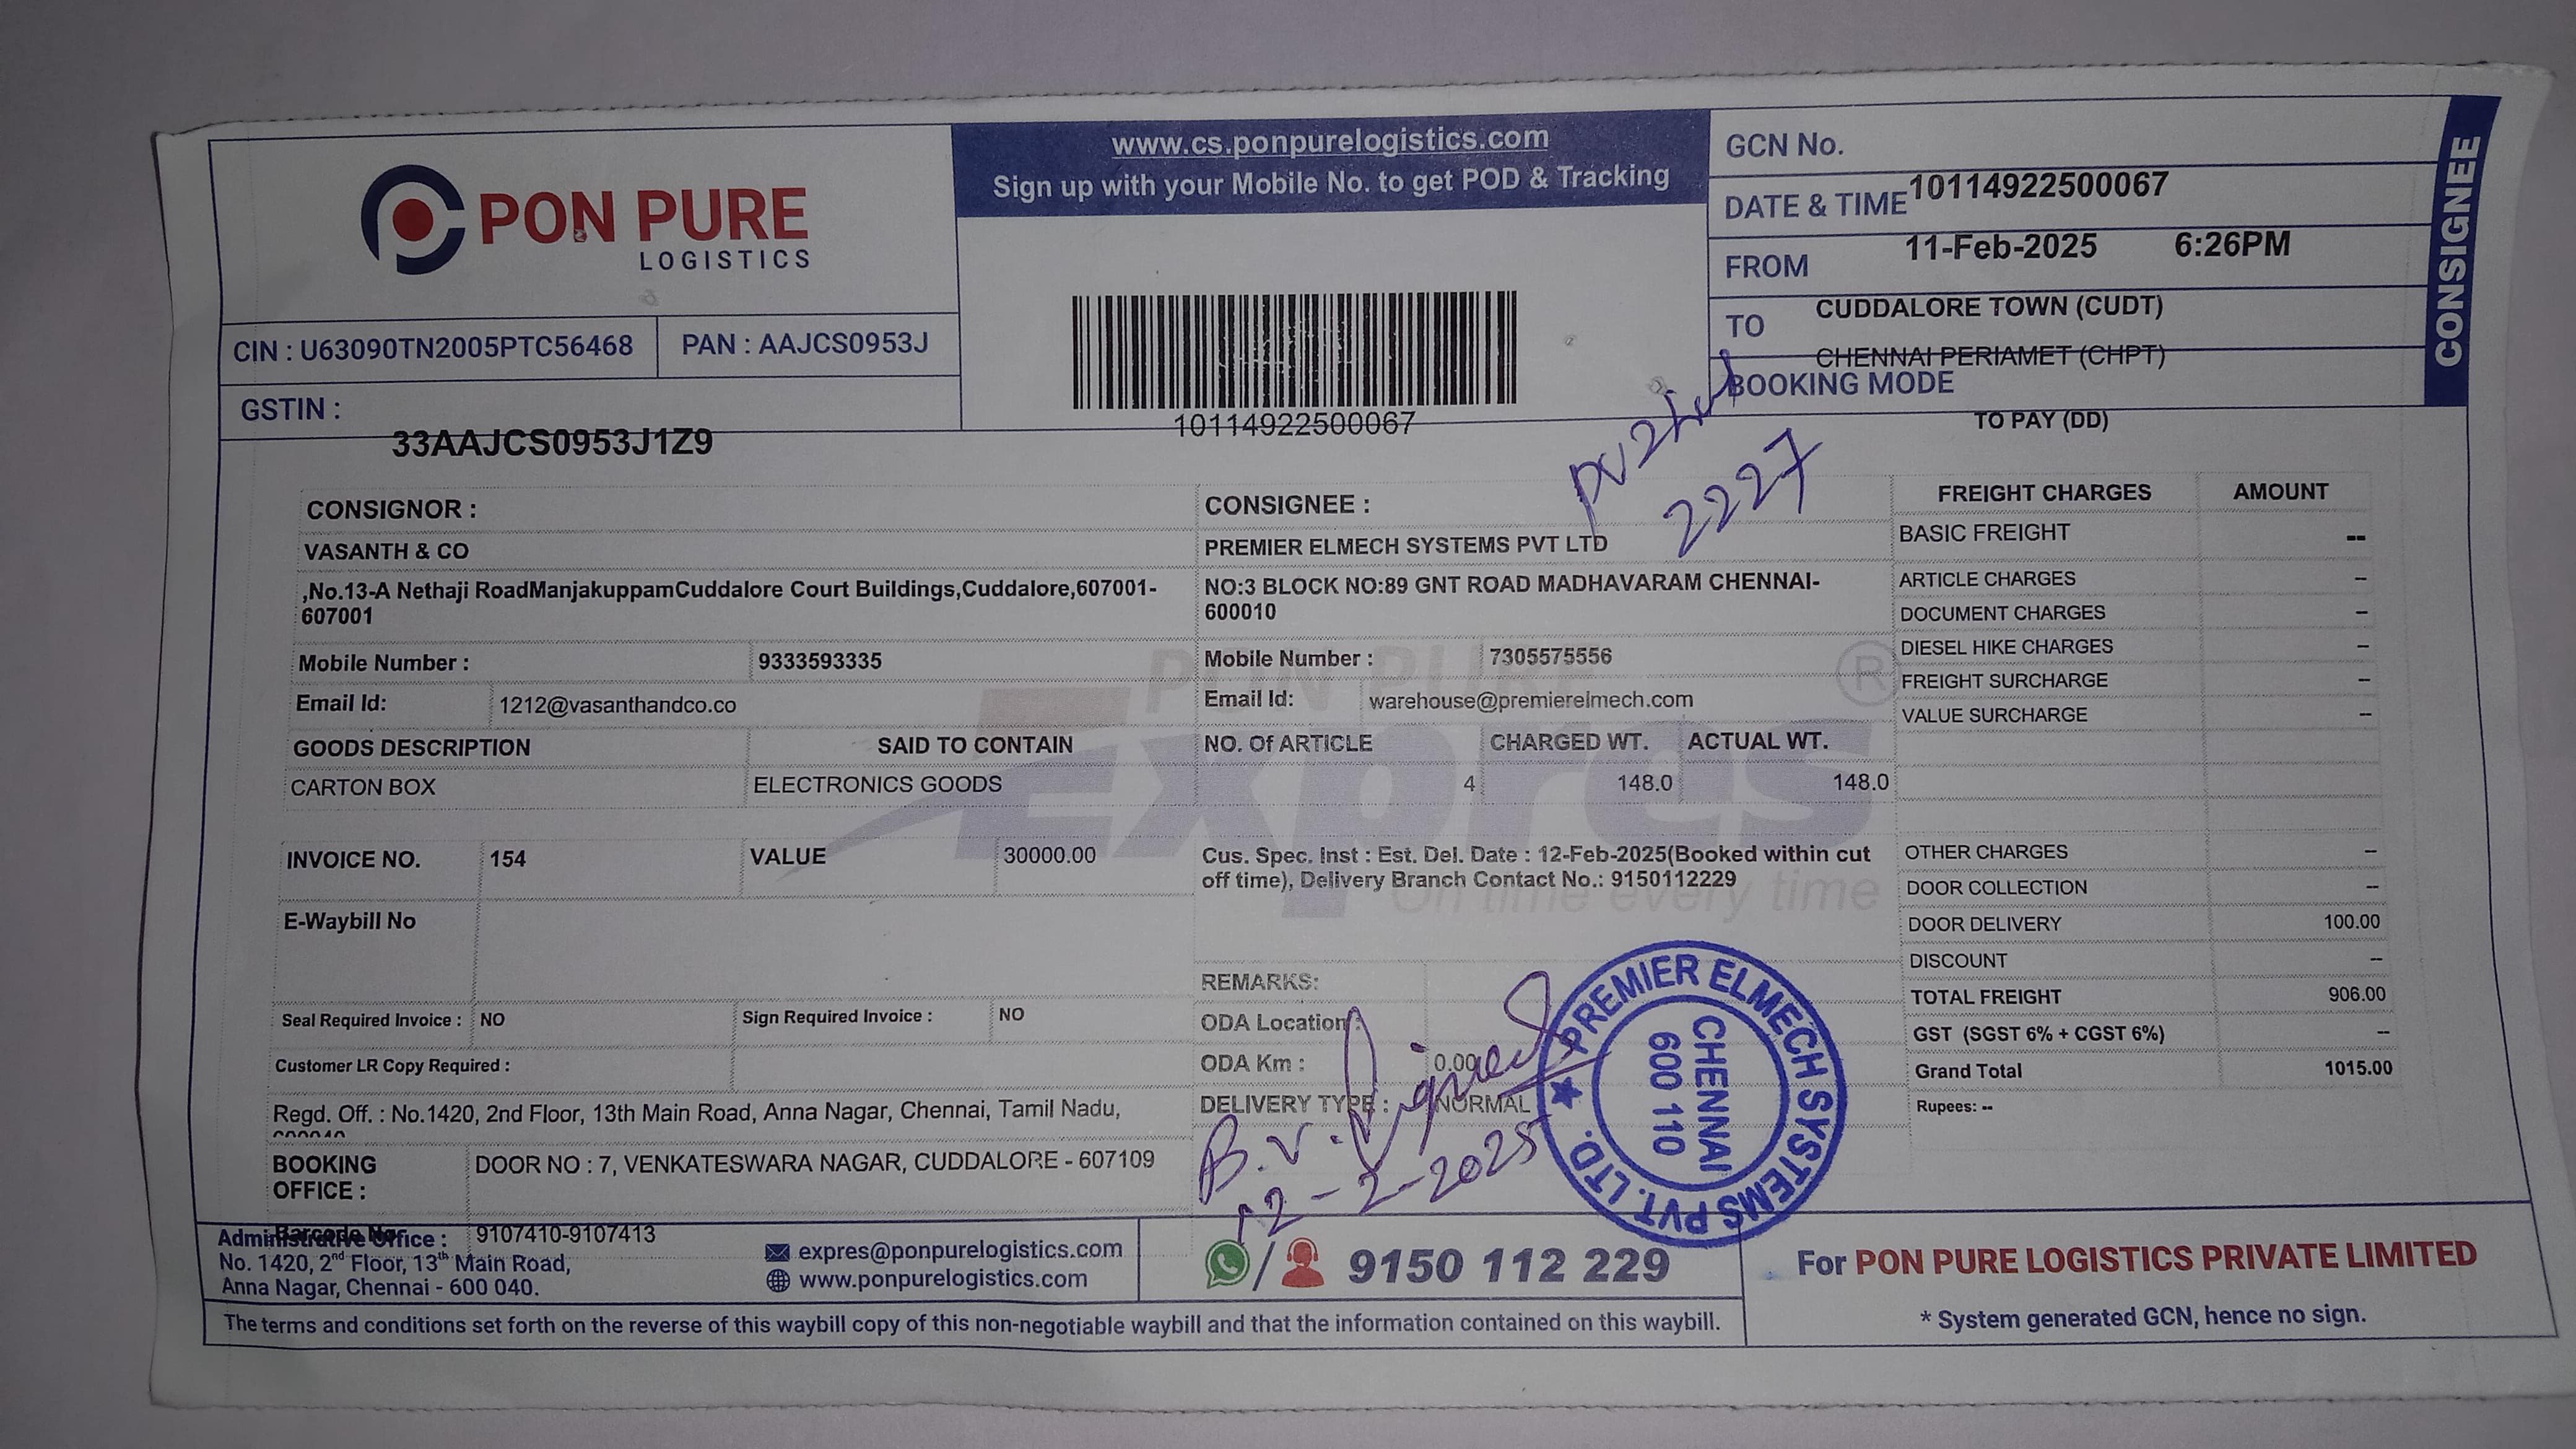 PON PURE
LOGISTICS
CIN : U63090TN2005PTC56468
PAN : AAJCS0953J
GSTIN :
33AAJCS0953J1Z9
www.cs.ponpurelogistics.com
Sign up with your Mobile No. to get POD & Tracking
10114922500067
GCN No.
10114922500067
DATE & TIME
11-Feb-2025 6:26PM
FROM
CUDDALORE TOWN (CUDT)
TO
CHENNAI PERIAMET (CHPT)
BOOKING MODE
TO PAY (DD)
CONSIGNEE
2227
CONSIGNOR :
VASANTH & CO
,No.13-A Nethaji RoadManjakuppamCuddalore Court Buildings,Cuddalore,607001-
607001
Mobile Number : 9333593335
Email Id: 1212@vasanthandco.co
CONSIGNEE :
PREMIER ELMECH SYSTEMS PVT LTD
NO:3 BLOCK NO:89 GNT ROAD MADHAVARAM CHENNAI-
600010
Mobile Number : 7305575556
Email Id: warehouse@premierelmech.com
GOODS DESCRIPTION SAID TO CONTAIN
CARTON BOX ELECTRONICS GOODS
NO. Of ARTICLE CHARGED WT. ACTUAL WT.
4 148.0 148.0
INVOICE NO. 154 VALUE 30000.00
E-Waybill No
Cus. Spec. Inst : Est. Del. Date : 12-Feb-2025(Booked within cut
off time), Delivery Branch Contact No.: 9150112229
PON PURE
Expres ®
On time every time
Seal Required Invoice : NO Sign Required Invoice : NO
Customer LR Copy Required :
Regd. Off. : No.1420, 2nd Floor, 13th Main Road, Anna Nagar, Chennai, Tamil Nadu,
BOOKING
OFFICE :
DOOR NO : 7, VENKATESWARA NAGAR, CUDDALORE - 607109
Barcode No 9107410-9107413
REMARKS:
ODA Location :
ODA Km : 0.00
DELIVERY TYPE : NORMAL
B.V.
12-2-2025
PREMIER ELMECH SYSTEMS PVT. LTD. ★
CHENNAI
600 110
FREIGHT CHARGES AMOUNT
BASIC FREIGHT --
ARTICLE CHARGES --
DOCUMENT CHARGES --
DIESEL HIKE CHARGES --
FREIGHT SURCHARGE --
VALUE SURCHARGE --
OTHER CHARGES --
DOOR COLLECTION --
DOOR DELIVERY 100.00
DISCOUNT --
TOTAL FREIGHT 906.00
GST (SGST 6% + CGST 6%) --
Grand Total 1015.00
Rupees: --
Administrative Office :
No. 1420, 2nd Floor, 13th Main Road,
Anna Nagar, Chennai - 600 040.
expres@ponpurelogistics.com
www.ponpurelogistics.com
/ 9150 112 229
For PON PURE LOGISTICS PRIVATE LIMITED
* System generated GCN, hence no sign.
The terms and conditions set forth on the reverse of this waybill copy of this non-negotiable waybill and that the information contained on this waybill.